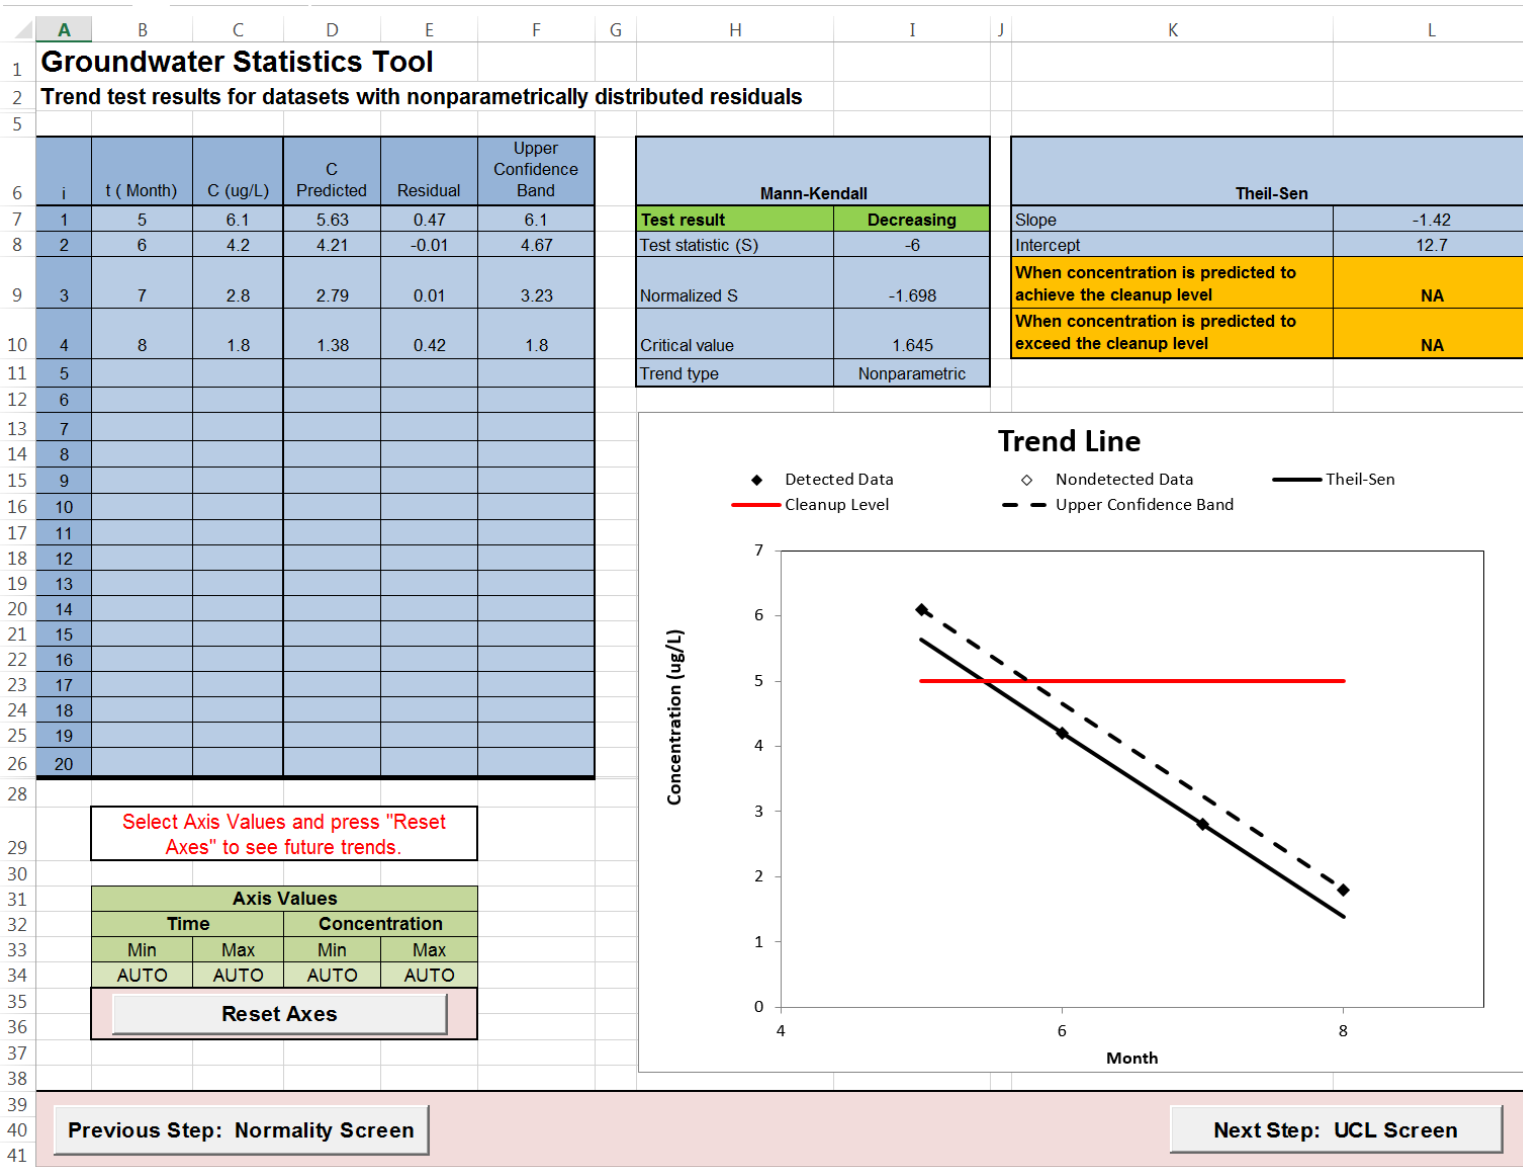 A B C D E F G H I J K L
1 Groundwater Statistics Tool
2 Trend test results for datasets with nonparametrically distributed residuals
5
6 i t ( Month) C (ug/L) C Predicted Residual Upper Confidence Band Mann-Kendall Theil-Sen
7 1 5 6.1 5.63 0.47 6.1 Test result Decreasing Slope -1.42
8 2 6 4.2 4.21 -0.01 4.67 Test statistic (S) -6 Intercept 12.7
9 3 7 2.8 2.79 0.01 3.23 Normalized S -1.698 When concentration is predicted to achieve the cleanup level NA
10 4 8 1.8 1.38 0.42 1.8 Critical value 1.645 When concentration is predicted to exceed the cleanup level NA
11 5 Trend type Nonparametric
12 6
13 7
14 8
15 9
16 10
17 11
18 12
19 13
20 14
21 15
22 16
23 17
24 18
25 19
26 20
28
29 Select Axis Values and press "Reset
Axes" to see future trends.
30
31 Axis Values
32 Time Concentration
33 Min Max Min Max
34 AUTO AUTO AUTO AUTO
35
Reset Axes
36
37
38
39
40 Previous Step: Normality Screen Next Step: UCL Screen
41
Trend Line
Detected Data Nondetected Data Theil-Sen
Cleanup Level Upper Confidence Band
Concentration (ug/L)
7
6
5
4
3
2
1
0
4 6 8
Month